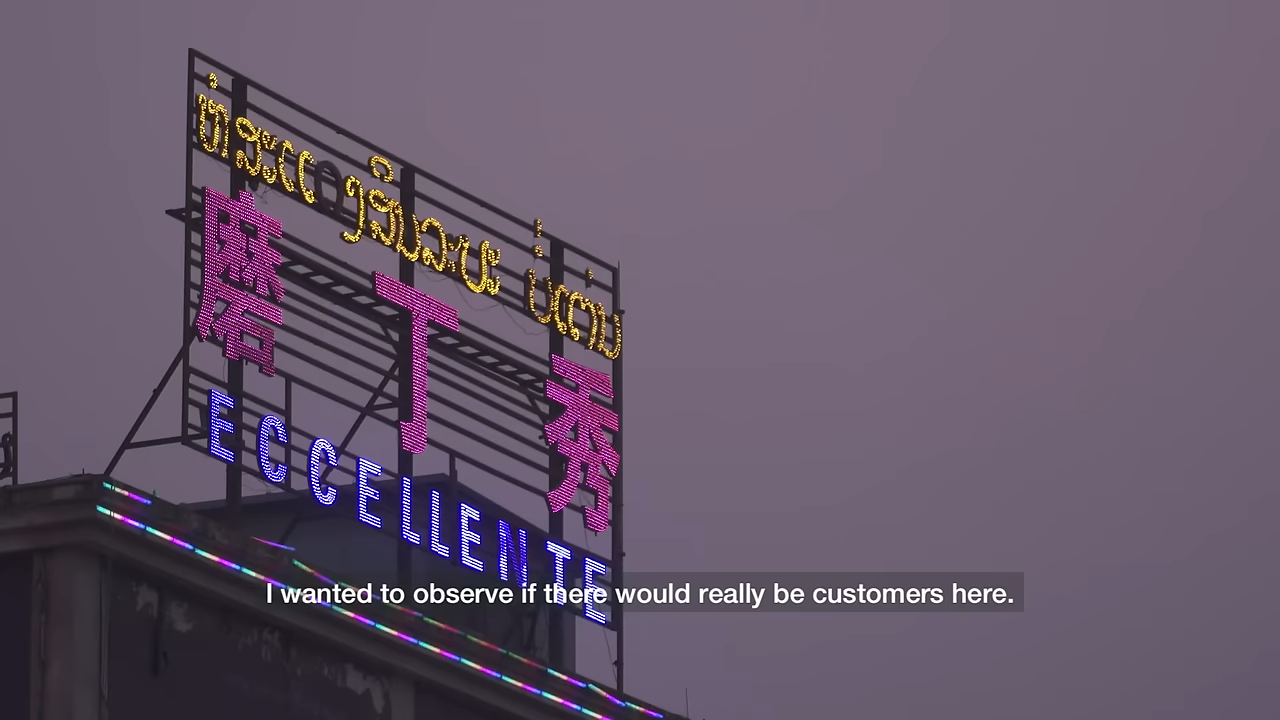 磨丁秀
ECCELLENTE
I wanted to observe if there would really be customers here.